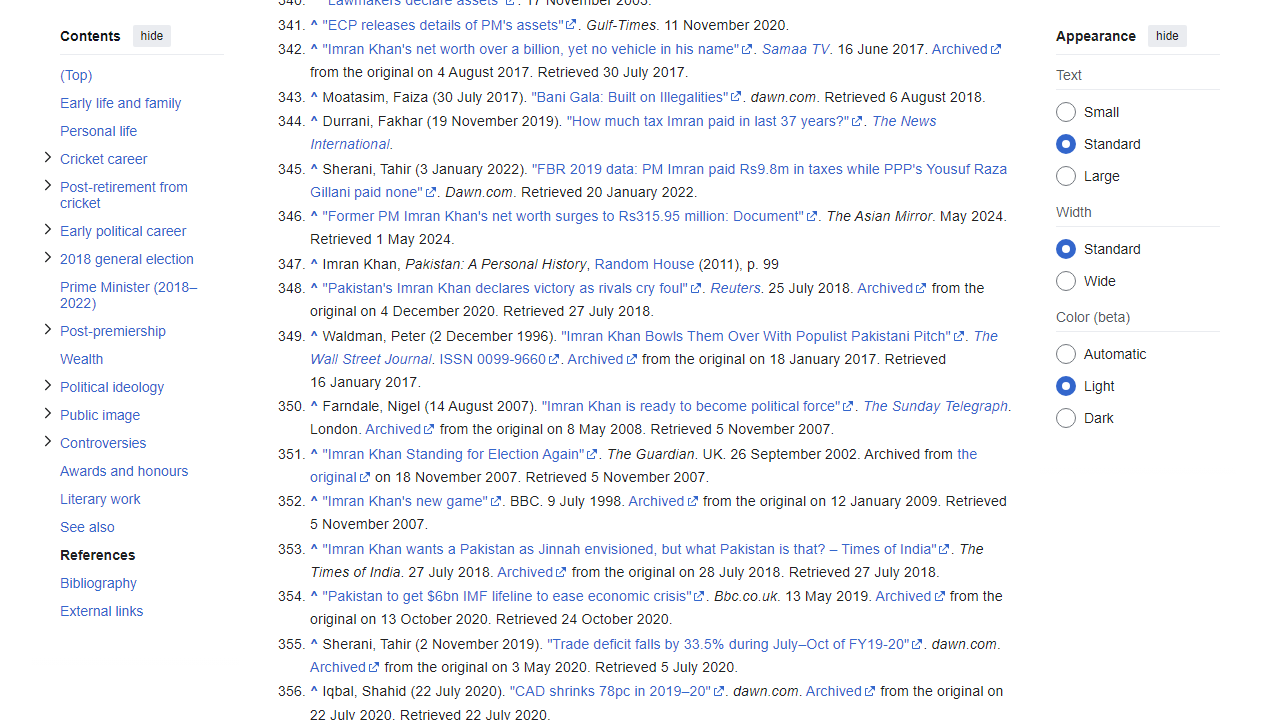 Contents hide
(Top)
Early life and family
Personal life
Cricket career
Post-retirement from
cricket
Early political career
2018 general election
Prime Minister (2018–
2022)
Post-premiership
Wealth
Political ideology
Public image
Controversies
Awards and honours
Literary work
See also
References
Bibliography
External links
340. ^ "Lawmakers declare assets". 17 November 2003.
341. ^ "ECP releases details of PM's assets". Gulf-Times. 11 November 2020.
342. ^ "Imran Khan's net worth over a billion, yet no vehicle in his name". Samaa TV. 16 June 2017. Archived
from the original on 4 August 2017. Retrieved 30 July 2017.
343. ^ Moatasim, Faiza (30 July 2017). "Bani Gala: Built on Illegalities". dawn.com. Retrieved 6 August 2018.
344. ^ Durrani, Fakhar (19 November 2019). "How much tax Imran paid in last 37 years?". The News
International.
345. ^ Sherani, Tahir (3 January 2022). "FBR 2019 data: PM Imran paid Rs9.8m in taxes while PPP's Yousuf Raza
Gillani paid none". Dawn.com. Retrieved 20 January 2022.
346. ^ "Former PM Imran Khan's net worth surges to Rs315.95 million: Document". The Asian Mirror. May 2024.
Retrieved 1 May 2024.
347. ^ Imran Khan, Pakistan: A Personal History, Random House (2011), p. 99
348. ^ "Pakistan's Imran Khan declares victory as rivals cry foul". Reuters. 25 July 2018. Archived from the
original on 4 December 2020. Retrieved 27 July 2018.
349. ^ Waldman, Peter (2 December 1996). "Imran Khan Bowls Them Over With Populist Pakistani Pitch". The
Wall Street Journal. ISSN 0099-9660. Archived from the original on 18 January 2017. Retrieved
16 January 2017.
350. ^ Farndale, Nigel (14 August 2007). "Imran Khan is ready to become political force". The Sunday Telegraph.
London. Archived from the original on 8 May 2008. Retrieved 5 November 2007.
351. ^ "Imran Khan Standing for Election Again". The Guardian. UK. 26 September 2002. Archived from the
original on 18 November 2007. Retrieved 5 November 2007.
352. ^ "Imran Khan's new game". BBC. 9 July 1998. Archived from the original on 12 January 2009. Retrieved
5 November 2007.
353. ^ "Imran Khan wants a Pakistan as Jinnah envisioned, but what Pakistan is that? – Times of India". The
Times of India. 27 July 2018. Archived from the original on 28 July 2018. Retrieved 27 July 2018.
354. ^ "Pakistan to get $6bn IMF lifeline to ease economic crisis". Bbc.co.uk. 13 May 2019. Archived from the
original on 13 October 2020. Retrieved 24 October 2020.
355. ^ Sherani, Tahir (2 November 2019). "Trade deficit falls by 33.5% during July–Oct of FY19-20". dawn.com.
Archived from the original on 3 May 2020. Retrieved 5 July 2020.
356. ^ Iqbal, Shahid (22 July 2020). "CAD shrinks 78pc in 2019–20". dawn.com. Archived from the original on
22 July 2020. Retrieved 22 July 2020.
Appearance hide
Text
Small
Standard
Large
Width
Standard
Wide
Color (beta)
Automatic
Light
Dark